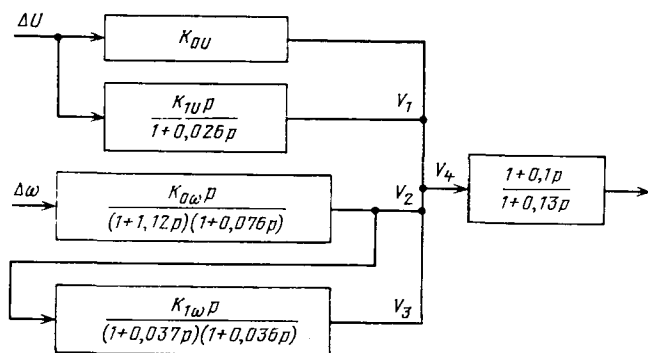 ΔU
K0U
K1U p
1+0,026p
V1
Δω
K0ω p
(1+1,12p)(1+0,076p)
V2
V4
1+0,1p
1+0,13p
K1ω p
(1+0,037p)(1+0,036p)
V3